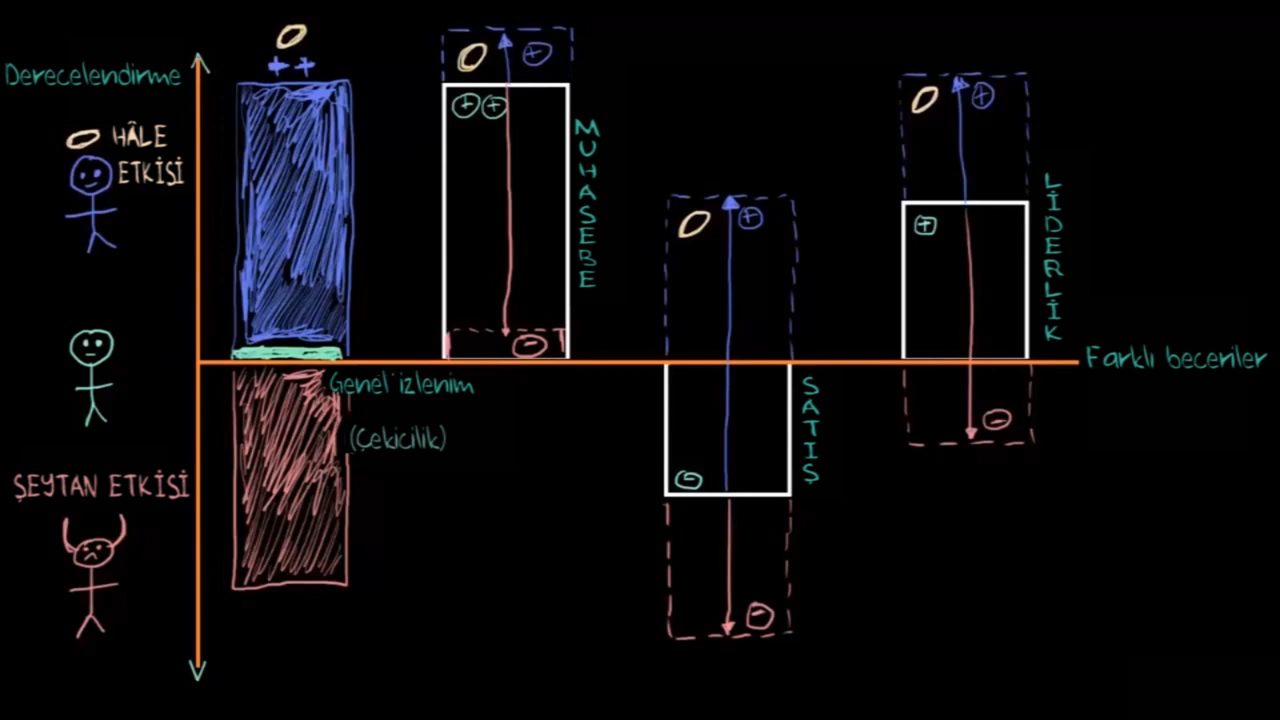 Derecelendirme
HÂLE
ETKİSİ
ŞEYTAN ETKİSİ
++
Genel izlenim
(Çekicilik)
MUHASEBE
SATIŞ
LİDERLİK
Farklı beceriler